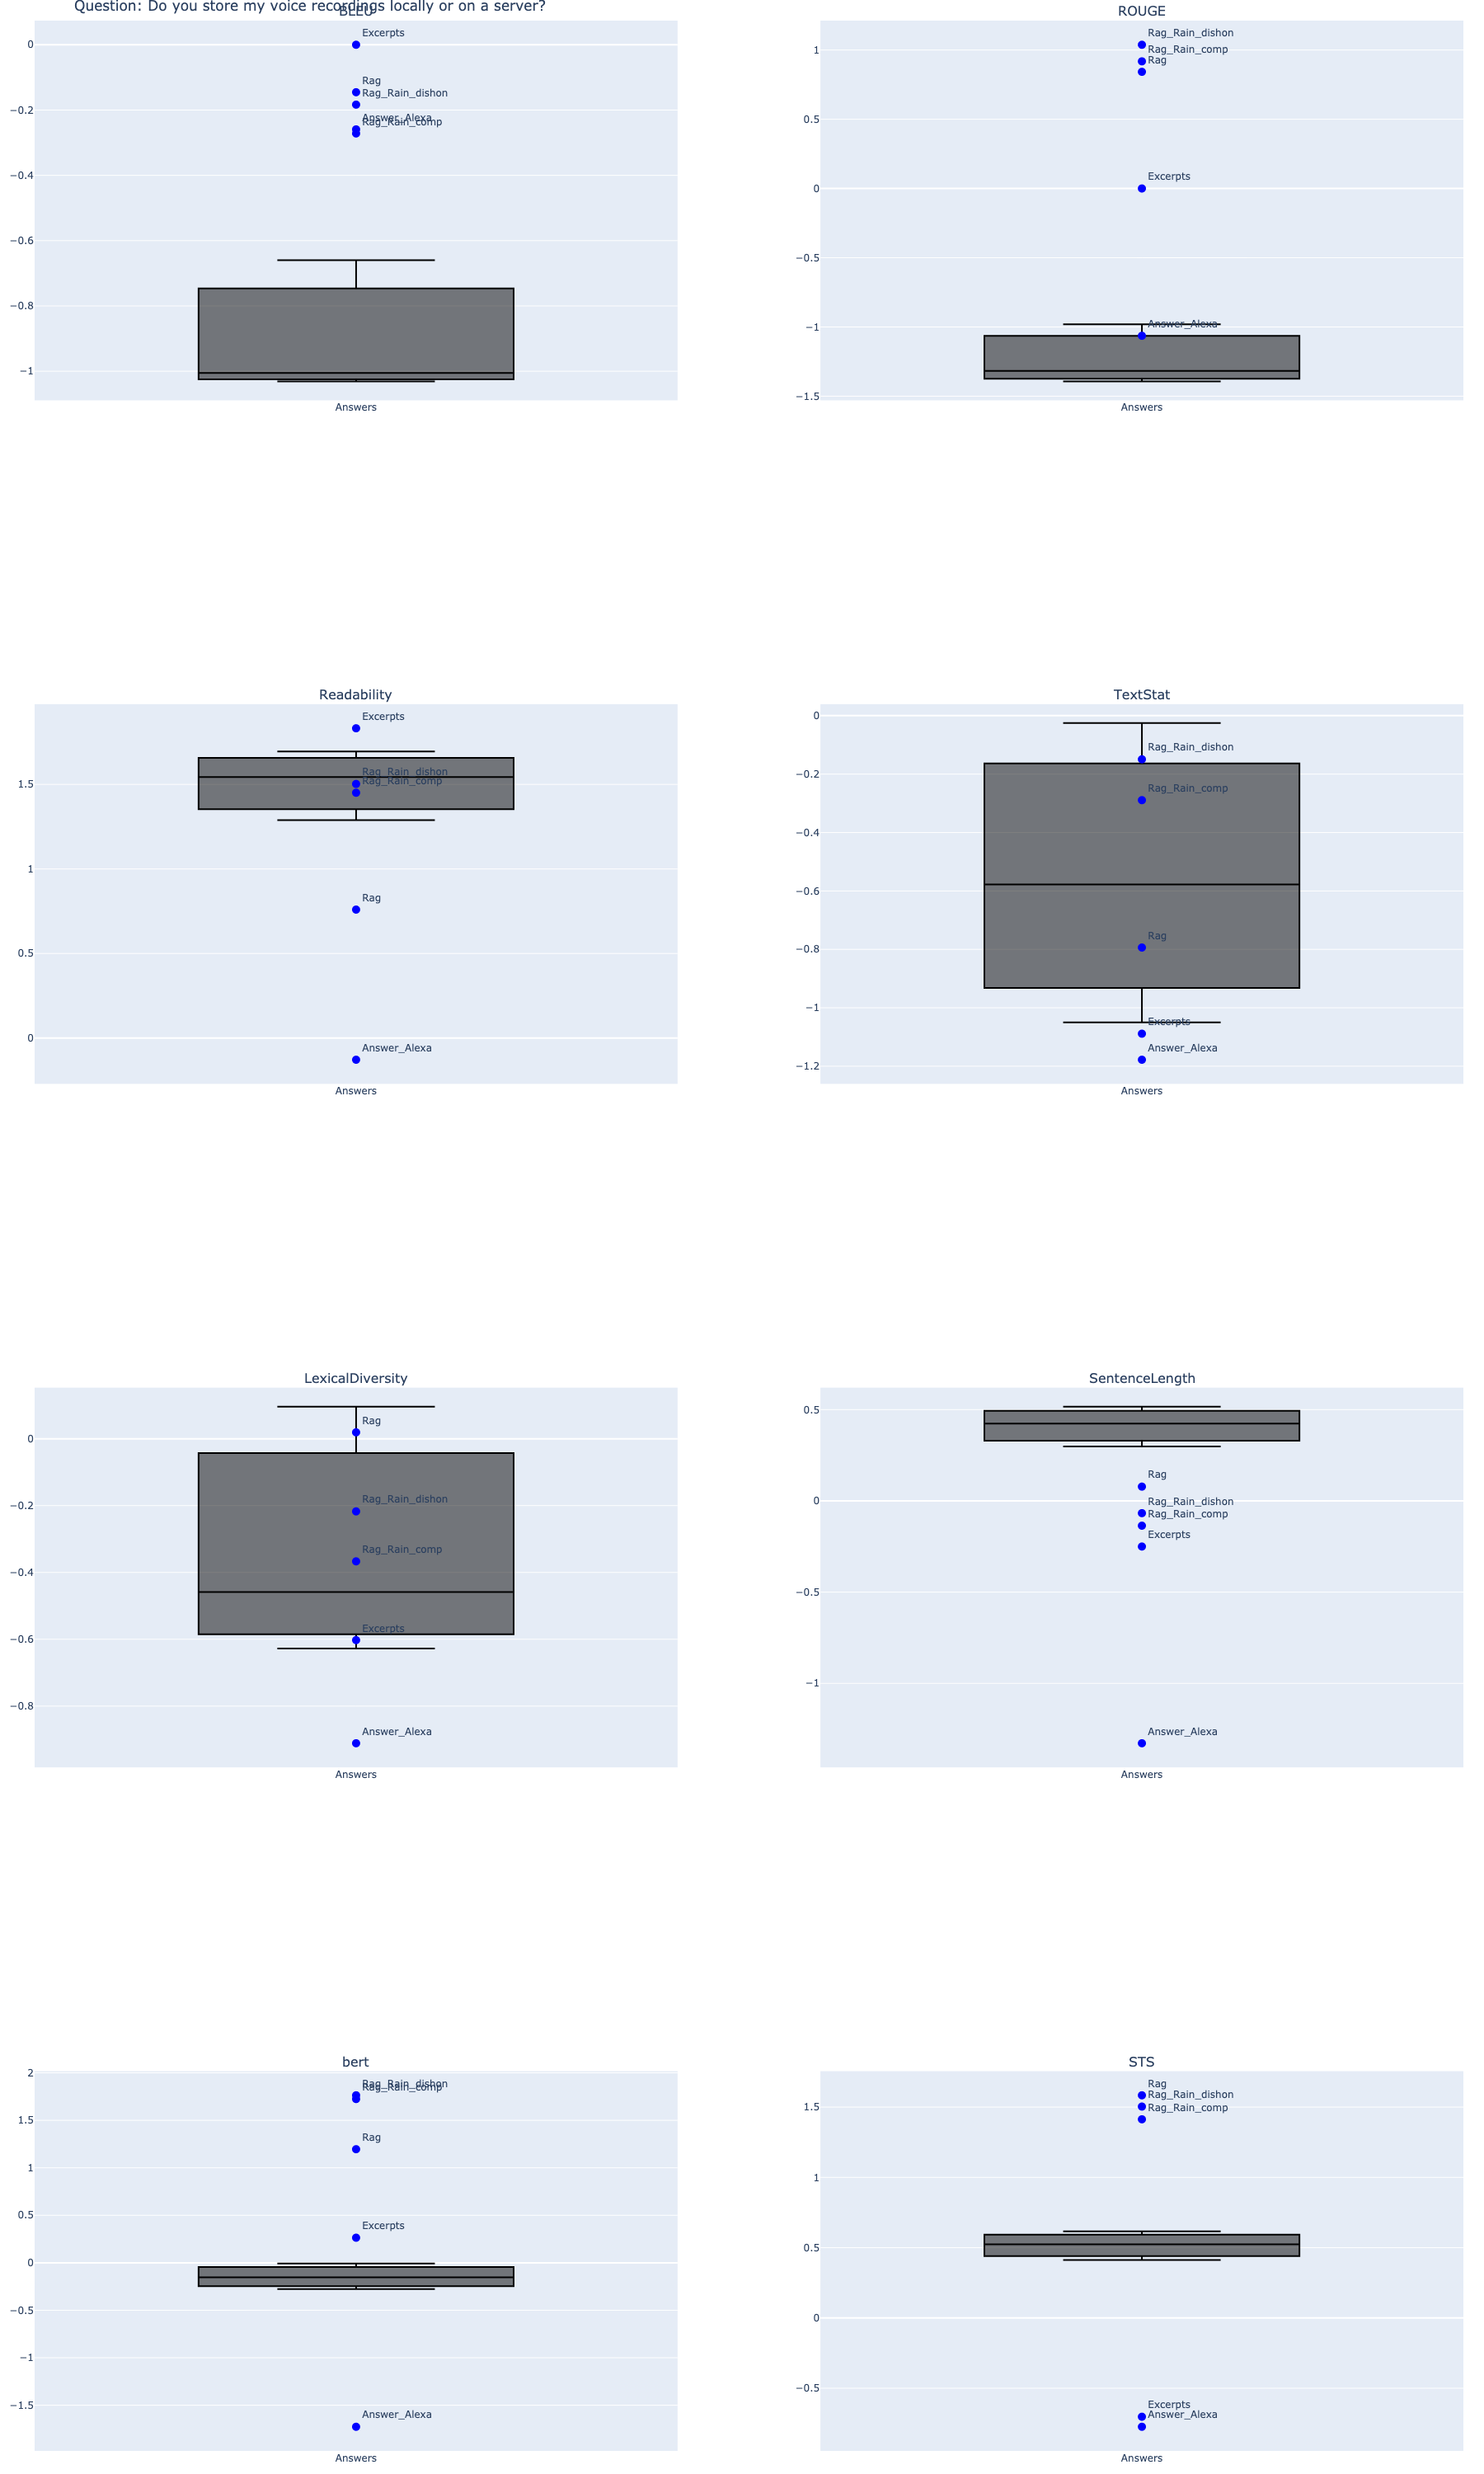 Question: Do you store my voice recordings locally or on a server?
BLEU
ROUGE
Excerpts
0
Rag
Rag_Rain_dishon
−0.2
Answer_Alexa
Rag_Rain_comp
−0.4
−0.6
−0.8
−1
Answers
Rag_Rain_dishon
Rag_Rain_comp
1
Rag
0.5
Excerpts
0
−0.5
Answer_Alexa
−1
−1.5
Answers
Readability
Excerpts
Rag_Rain_dishon
Rag_Rain_comp
1.5
1
Rag
0.5
0
Answer_Alexa
Answers
TextStat
0
Rag_Rain_dishon
−0.2
Rag_Rain_comp
−0.4
−0.6
Rag
−0.8
−1
Excerpts
Answer_Alexa
−1.2
Answers
LexicalDiversity
Rag
0
Rag_Rain_dishon
−0.2
Rag_Rain_comp
−0.4
Excerpts
−0.6
−0.8
Answer_Alexa
Answers
SentenceLength
0.5
Rag
0
Rag_Rain_dishon
Rag_Rain_comp
Excerpts
−0.5
−1
Answer_Alexa
Answers
bert
2
Rag_Rain_dishon
Rag_Rain_comp
1.5
Rag
1
0.5
Excerpts
0
−0.5
−1
−1.5
Answer_Alexa
Answers
STS
Rag
Rag_Rain_dishon
1.5
Rag_Rain_comp
1
0.5
0
−0.5
Excerpts
Answer_Alexa
Answers